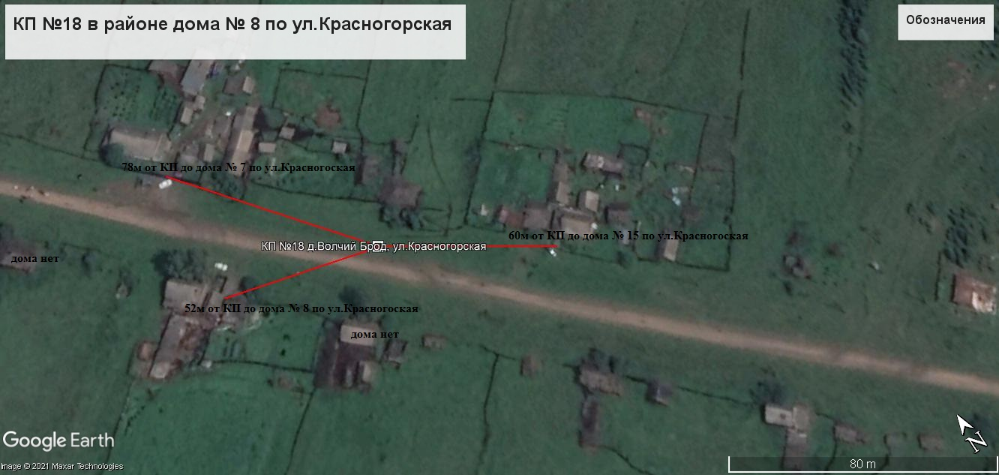 КП №18 в районе дома № 8 по ул.Красногорская
Обозначения
78м от КП до дома № 7 по ул.Красногоская
60м от КП до дома № 15 по ул.Красногоская
КП №18 д.Волчий Брод, ул.Красногорская
дома нет
52м от КП до дома № 8 по ул.Красногоская
дома нет
Google Earth
N
80 m
Image © 2021 Maxar Technologies